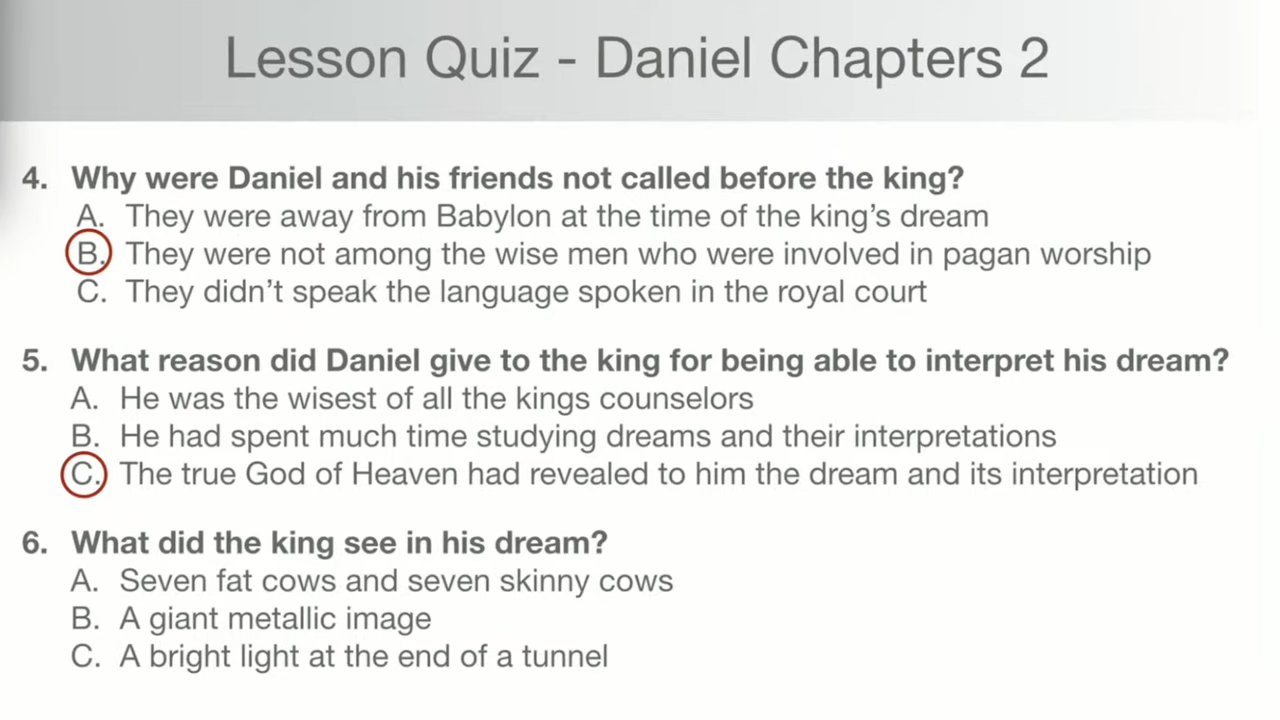 Lesson Quiz - Daniel Chapters 2
4. Why were Daniel and his friends not called before the king?
A. They were away from Babylon at the time of the king’s dream
B. They were not among the wise men who were involved in pagan worship
C. They didn’t speak the language spoken in the royal court
5. What reason did Daniel give to the king for being able to interpret his dream?
A. He was the wisest of all the kings counselors
B. He had spent much time studying dreams and their interpretations
C. The true God of Heaven had revealed to him the dream and its interpretation
6. What did the king see in his dream?
A. Seven fat cows and seven skinny cows
B. A giant metallic image
C. A bright light at the end of a tunnel